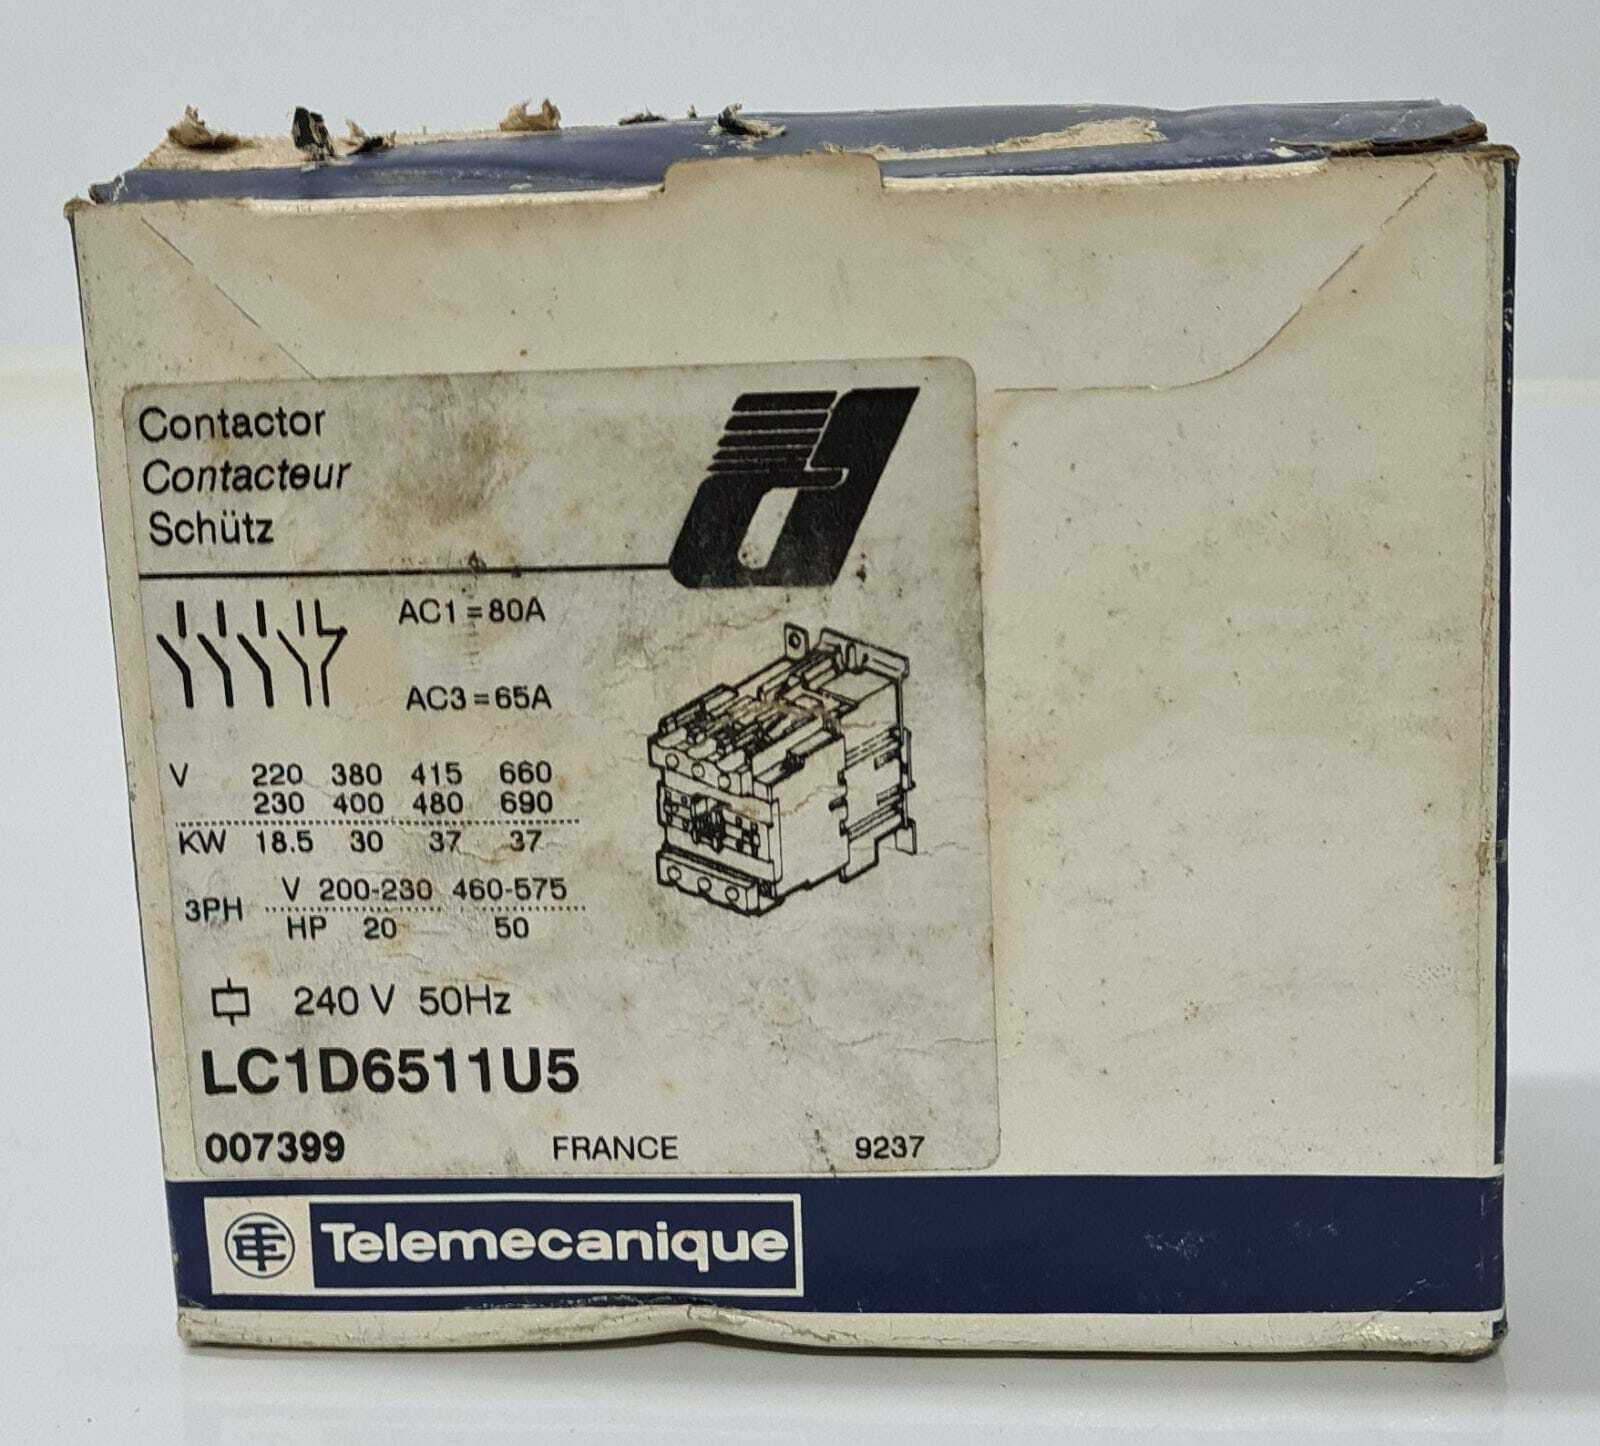 Contactor
Contacteur
Schütz
AC1=80A
AC3=65A
V 220 380 415 660
230 400 480 690
KW 18.5 30 37 37
3PH V 200-230 460-575
HP 20 50
240 V 50Hz
LC1D6511U5
007399 FRANCE 9237
TE Telemecanique